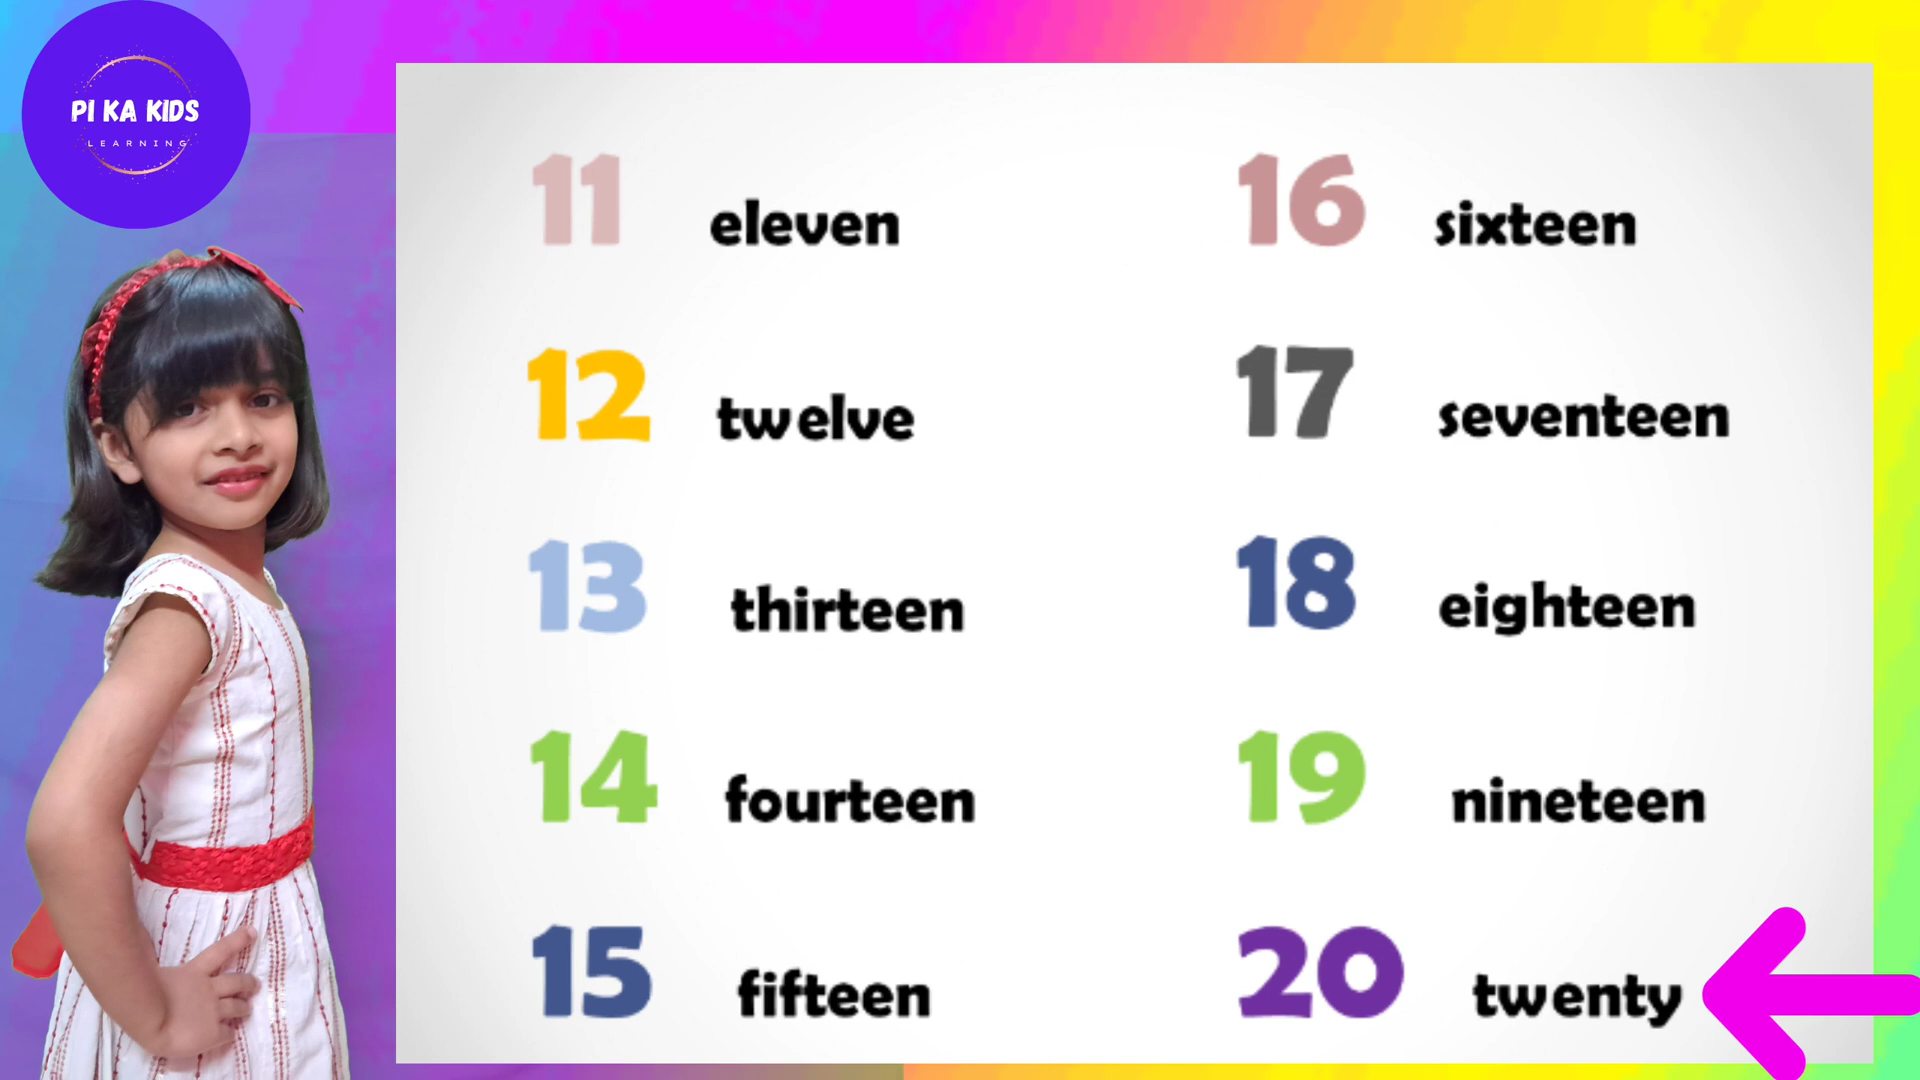 PI KA KIDS
LEARNING
11 eleven
12 twelve
13 thirteen
14 fourteen
15 fifteen
16 sixteen
17 seventeen
18 eighteen
19 nineteen
20 twenty